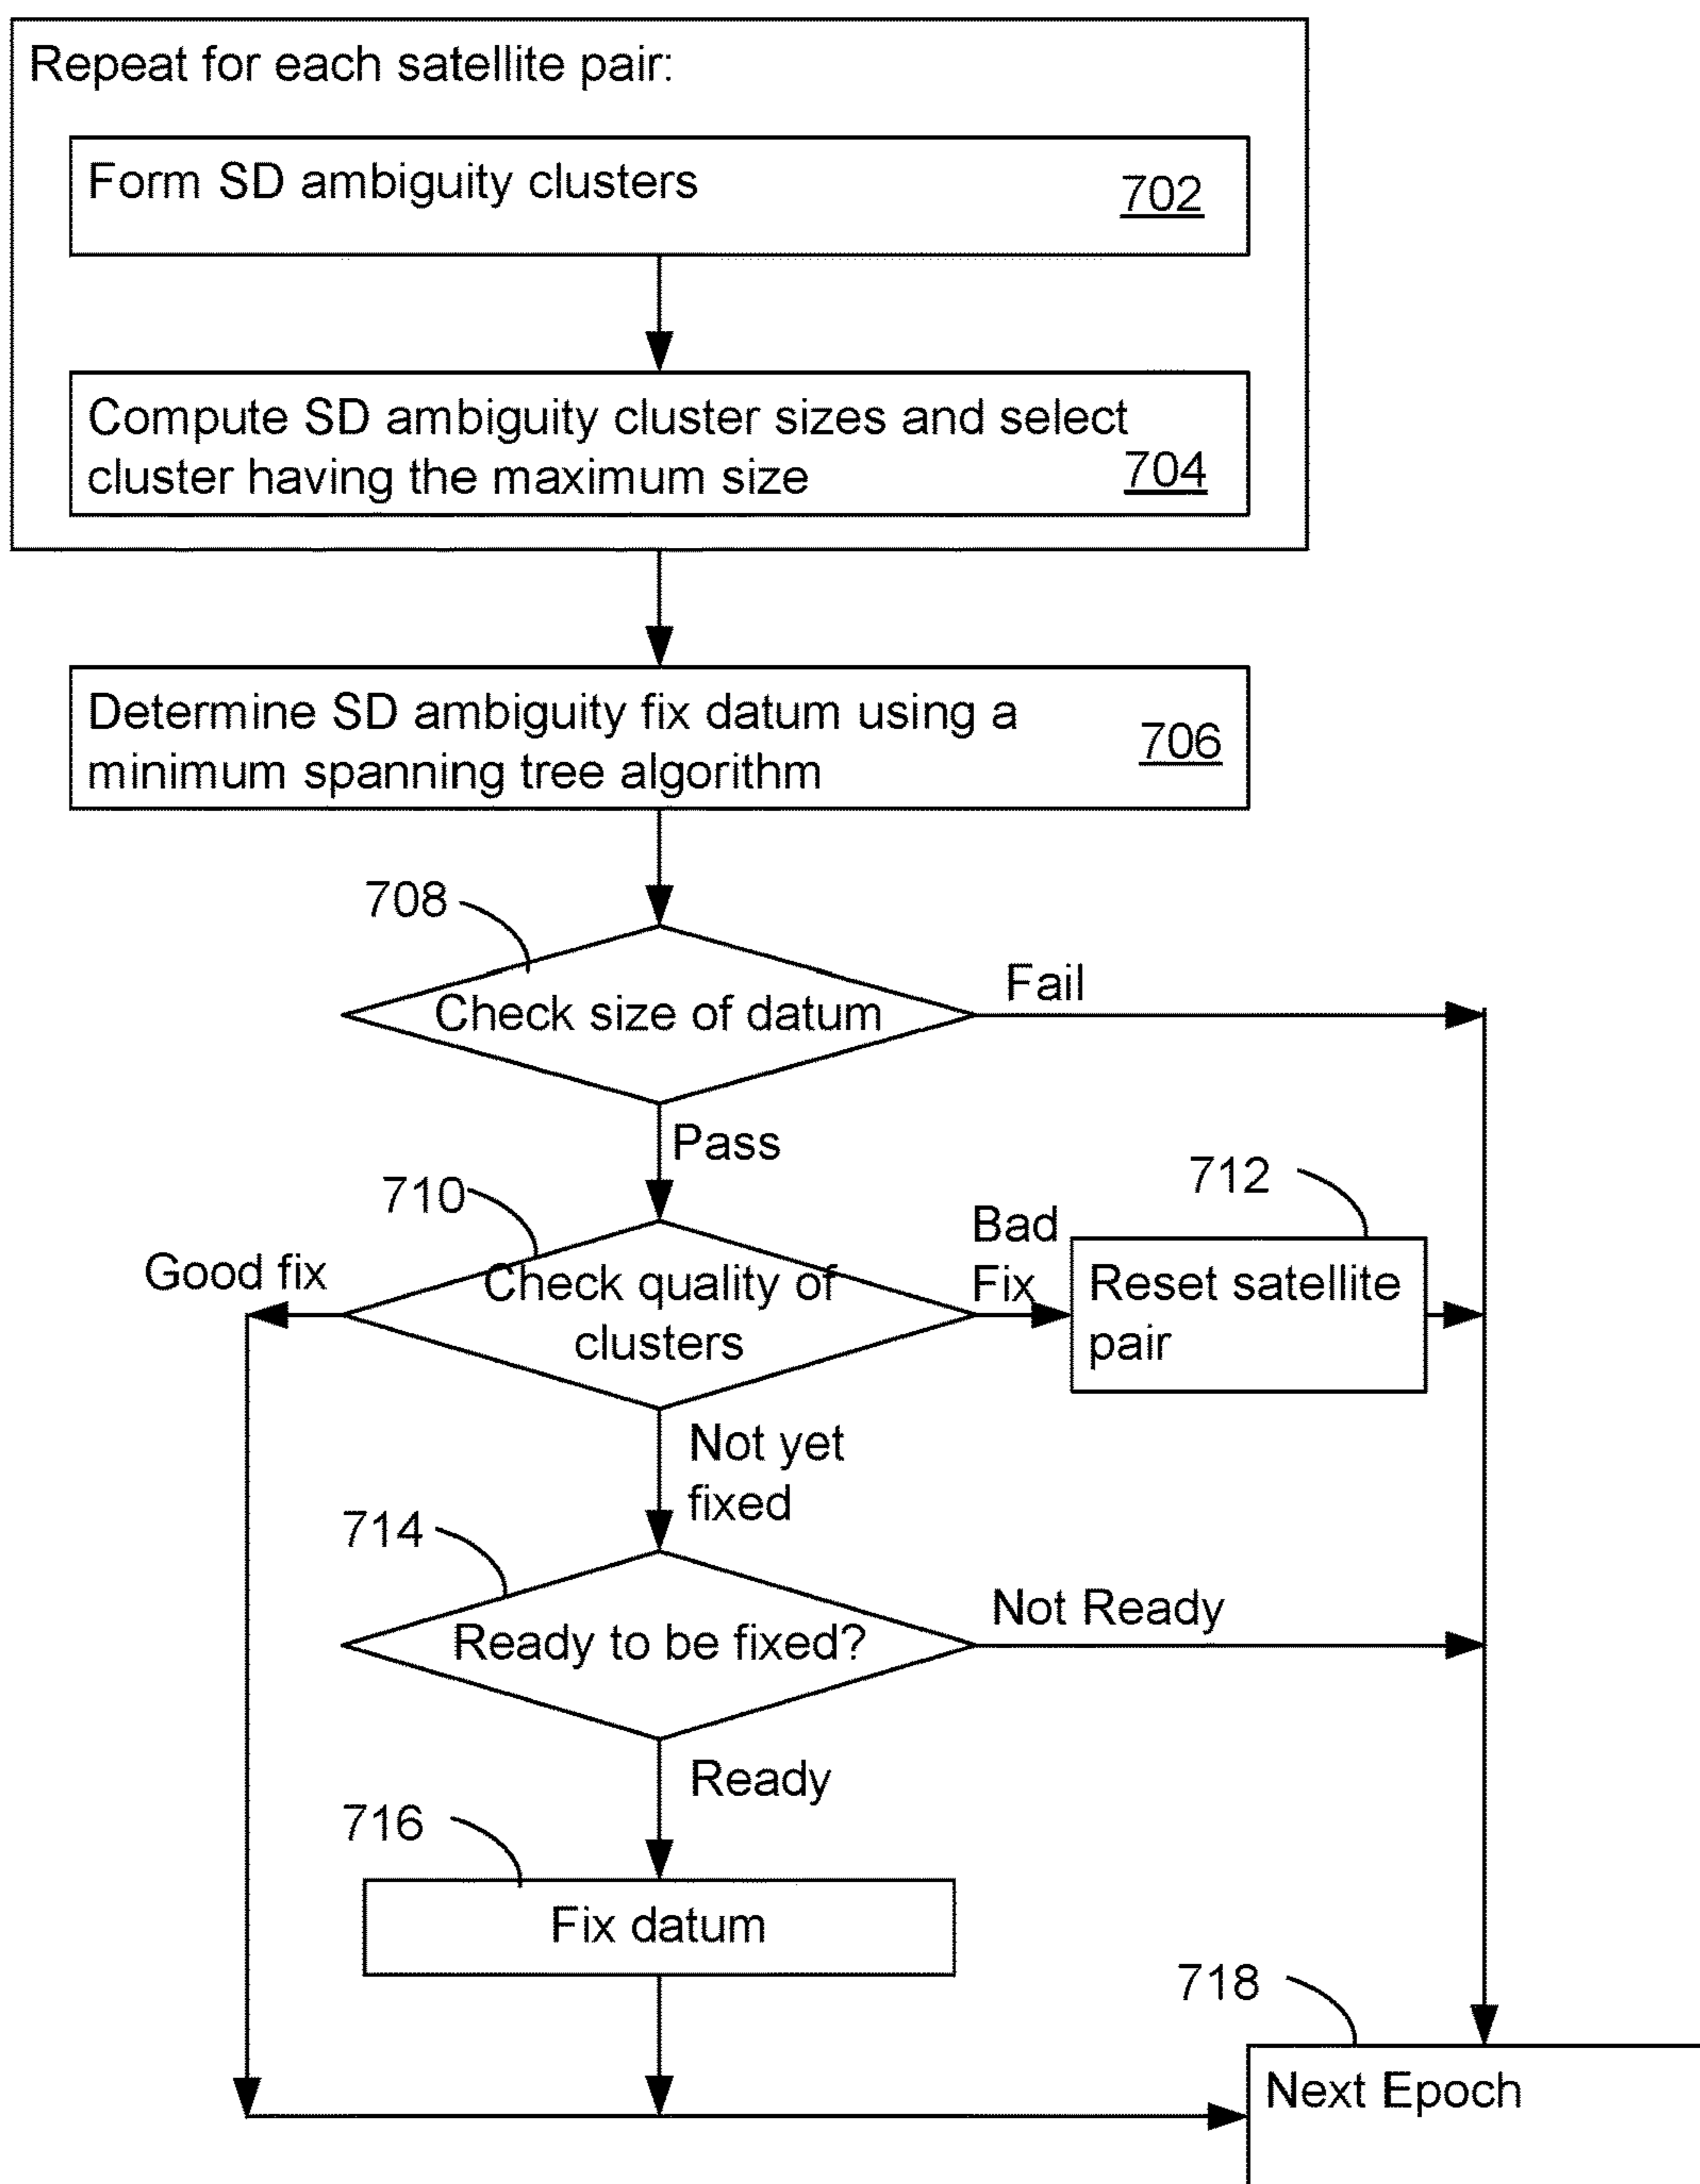 Repeat for each satellite pair:
Form SD ambiguity clusters
702
Compute SD ambiguity cluster sizes and select
cluster having the maximum size
704
Determine SD ambiguity fix datum using a
minimum spanning tree algorithm
706
708
Check size of datum
Fail
Pass
710
712
Good fix
Check quality of
clusters
Bad
Fix
Reset satellite
pair
Not yet
fixed
714
Ready to be fixed?
Not Ready
Ready
716
Fix datum
718
Next Epoch